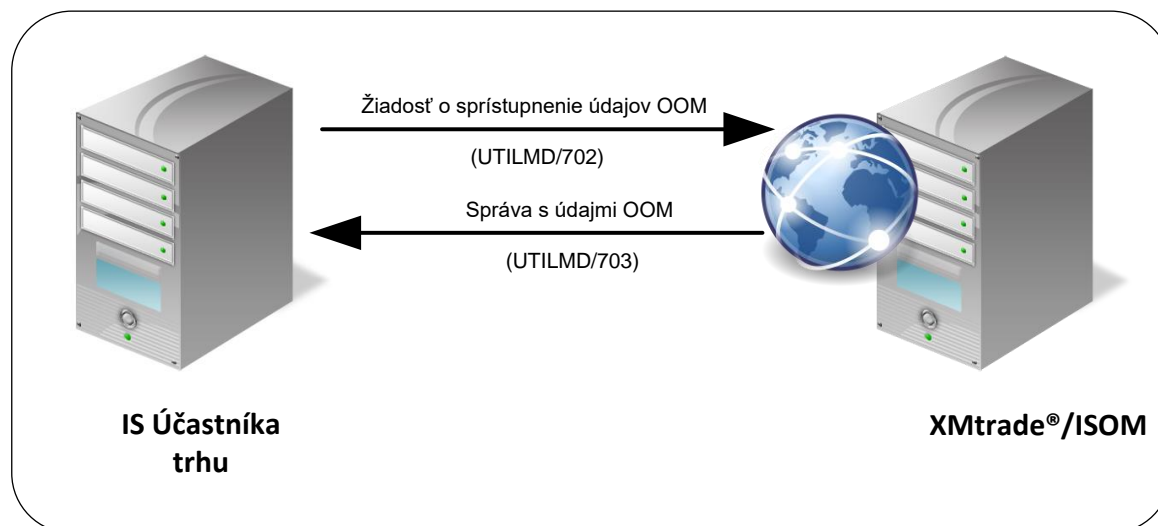 Žiadosť o sprístupnenie údajov OOM
(UTILMD/702)
Správa s údajmi OOM
(UTILMD/703)
IS Účastníka
trhu
XMtrade®/ISOM